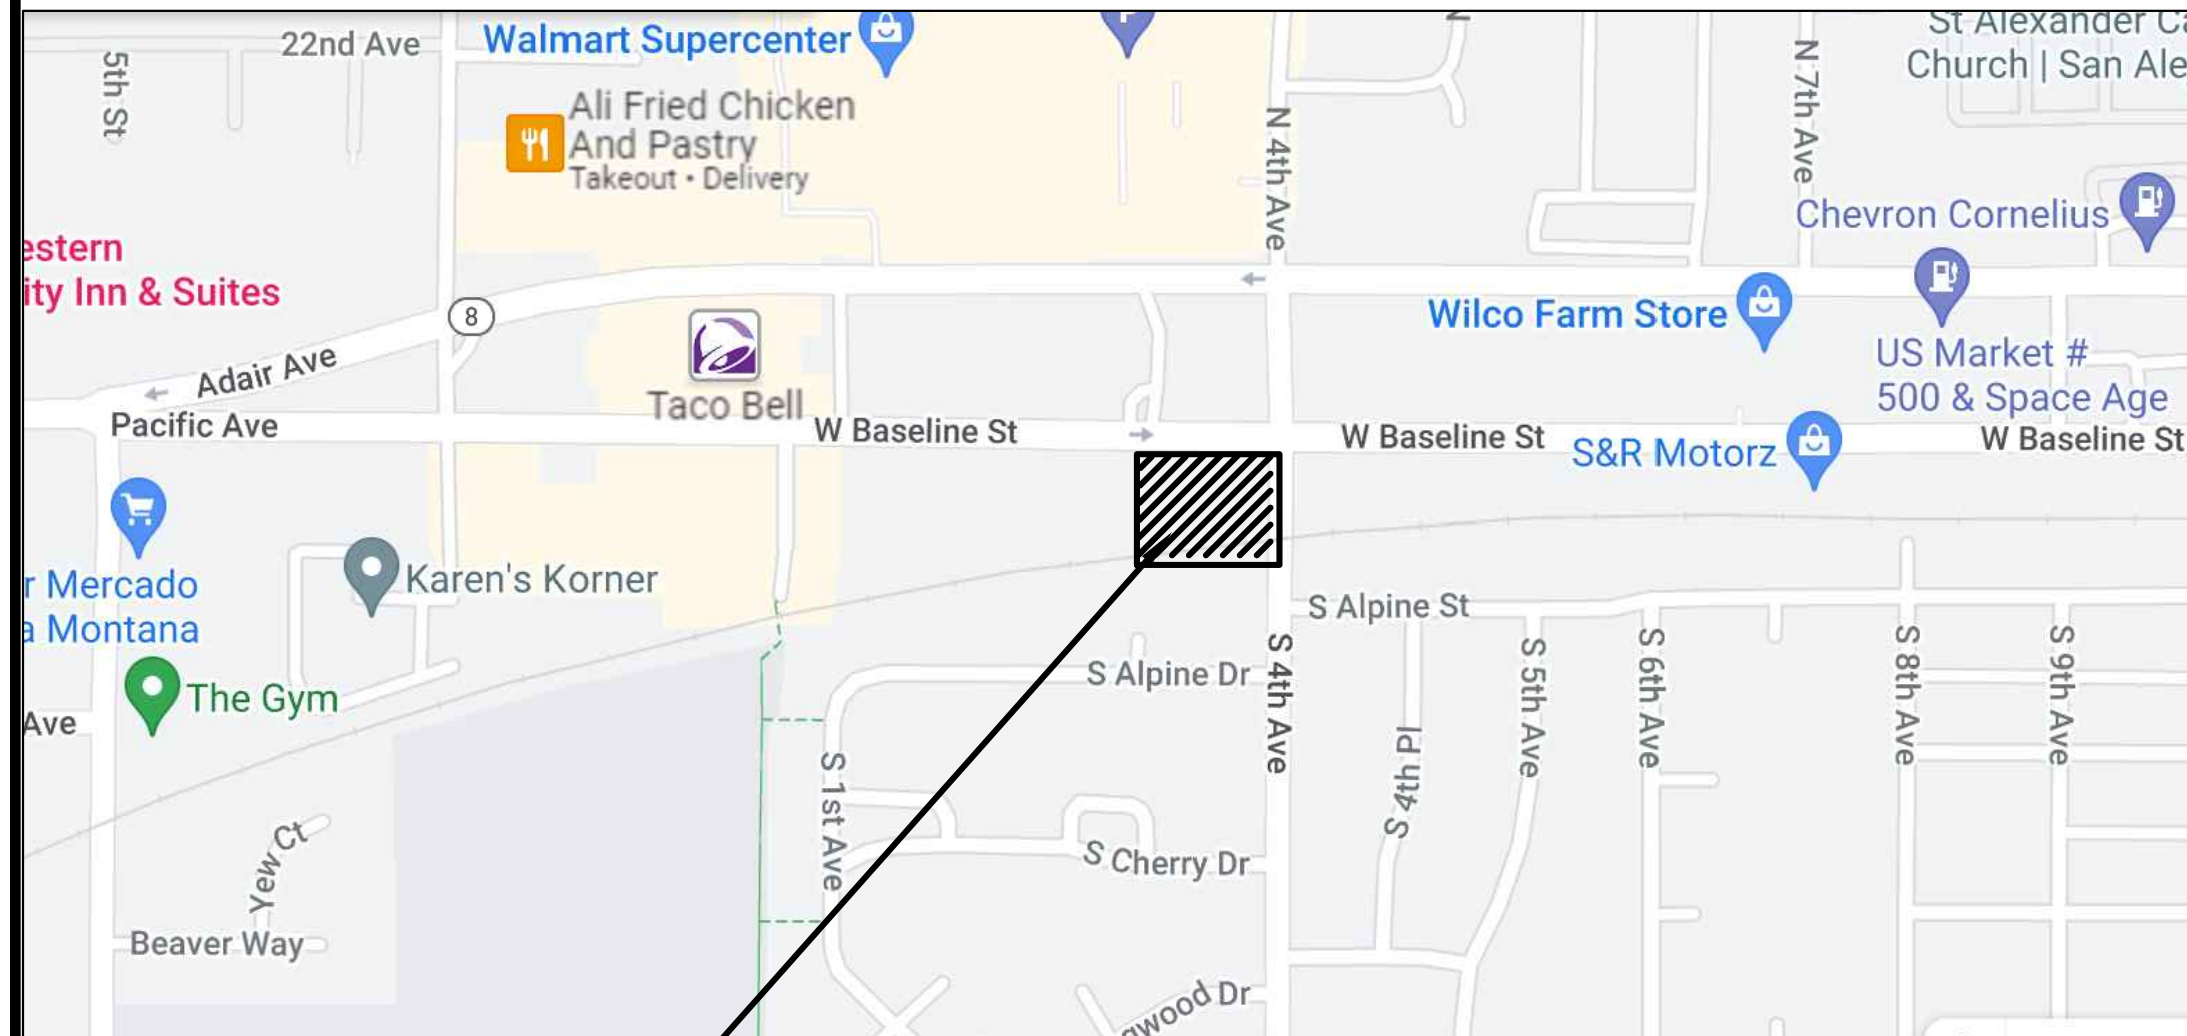 St Alexander Ca
Church | San Ale
22nd Ave
Walmart Supercenter
P
N
5th St
N 7th Ave
Ali Fried Chicken
And Pastry
Takeout • Delivery
N 4th Ave
Chevron Cornelius
estern
ity Inn & Suites
8
Wilco Farm Store
US Market #
500 & Space Age
Adair Ave
Taco Bell
Pacific Ave
W Baseline St
W Baseline St
W Baseline St
S&R Motorz
r Mercado
a Montana
Karen's Korner
S Alpine St
S Alpine Dr
S 4th Ave
S 5th Ave
S 6th Ave
S 8th Ave
S 9th Ave
The Gym
Ave
S 4th Pl
S 1st Ave
S Cherry Dr
Yew Ct
Beaver Way
gwood Dr